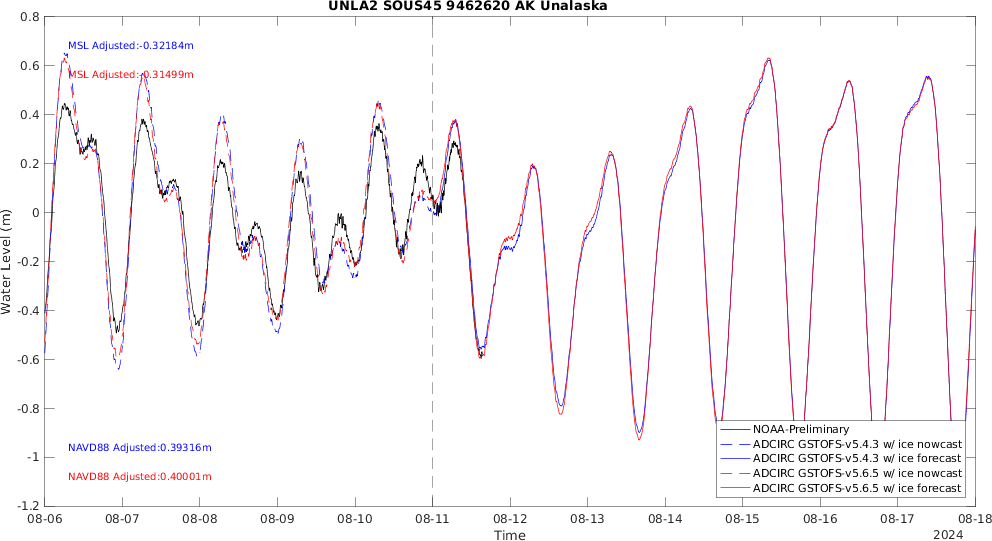 UNLA2 SOUS45 9462620 AK Unalaska
0.8
0.6
0.4
0.2
0
-0.2
-0.4
-0.6
-0.8
-1
-1.2
Water Level (m)
MSL Adjusted:-0.32184m
MSL Adjusted:-0.31499m
NAVD88 Adjusted:0.39316m
NAVD88 Adjusted:0.40001m
NOAA-Preliminary
ADCIRC GSTOFS-v5.4.3 w/ ice nowcast
ADCIRC GSTOFS-v5.4.3 w/ ice forecast
ADCIRC GSTOFS-v5.6.5 w/ ice nowcast
ADCIRC GSTOFS-v5.6.5 w/ ice forecast
08-06 08-07 08-08 08-09 08-10 08-11 08-12 08-13 08-14 08-15 08-16 08-17 08-18
Time
2024